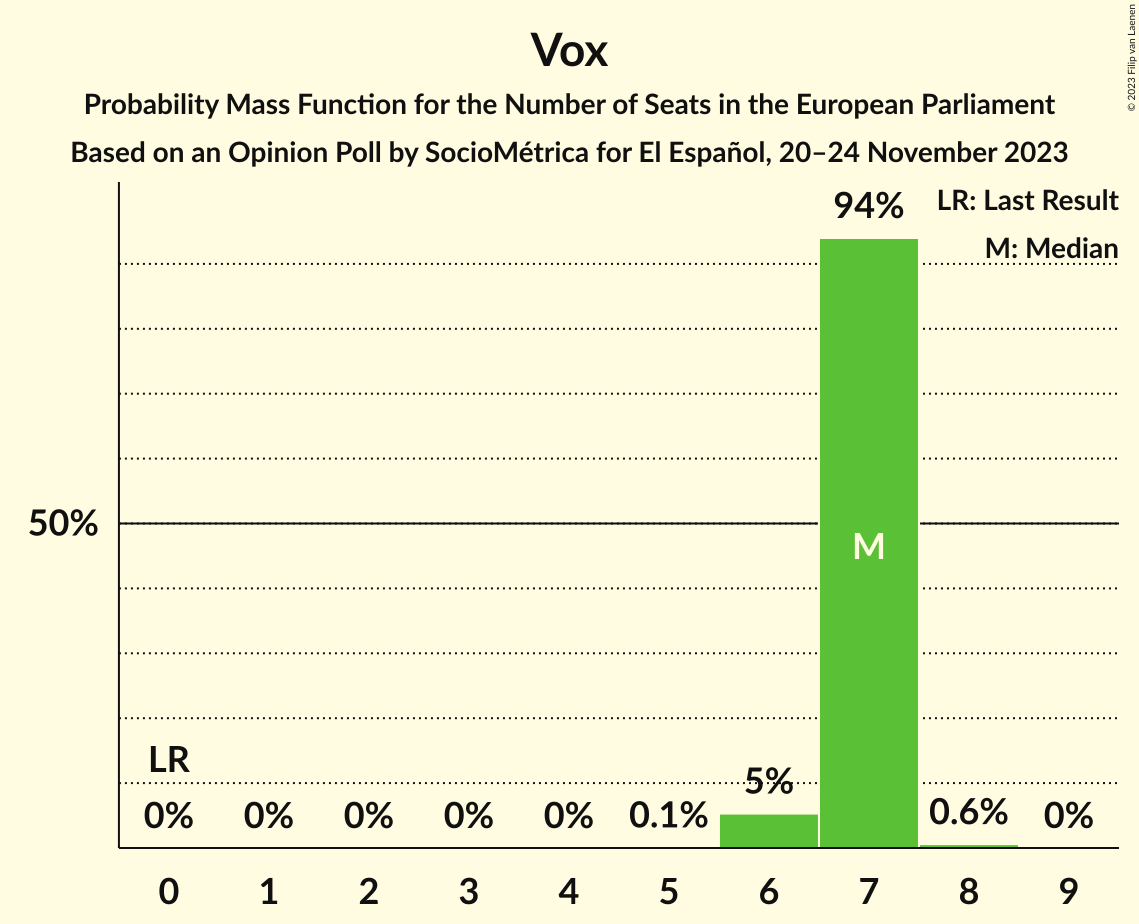 Vox
Probability Mass Function for the Number of Seats in the European Parliament
Based on an Opinion Poll by SocioMétrica for El Español, 20–24 November 2023
© 2023 Filip van Laenen
LR: Last Result
M: Median
94%
50%
M
LR
5%
0% 0% 0% 0% 0% 0.1% 0.6% 0%
0 1 2 3 4 5 6 7 8 9